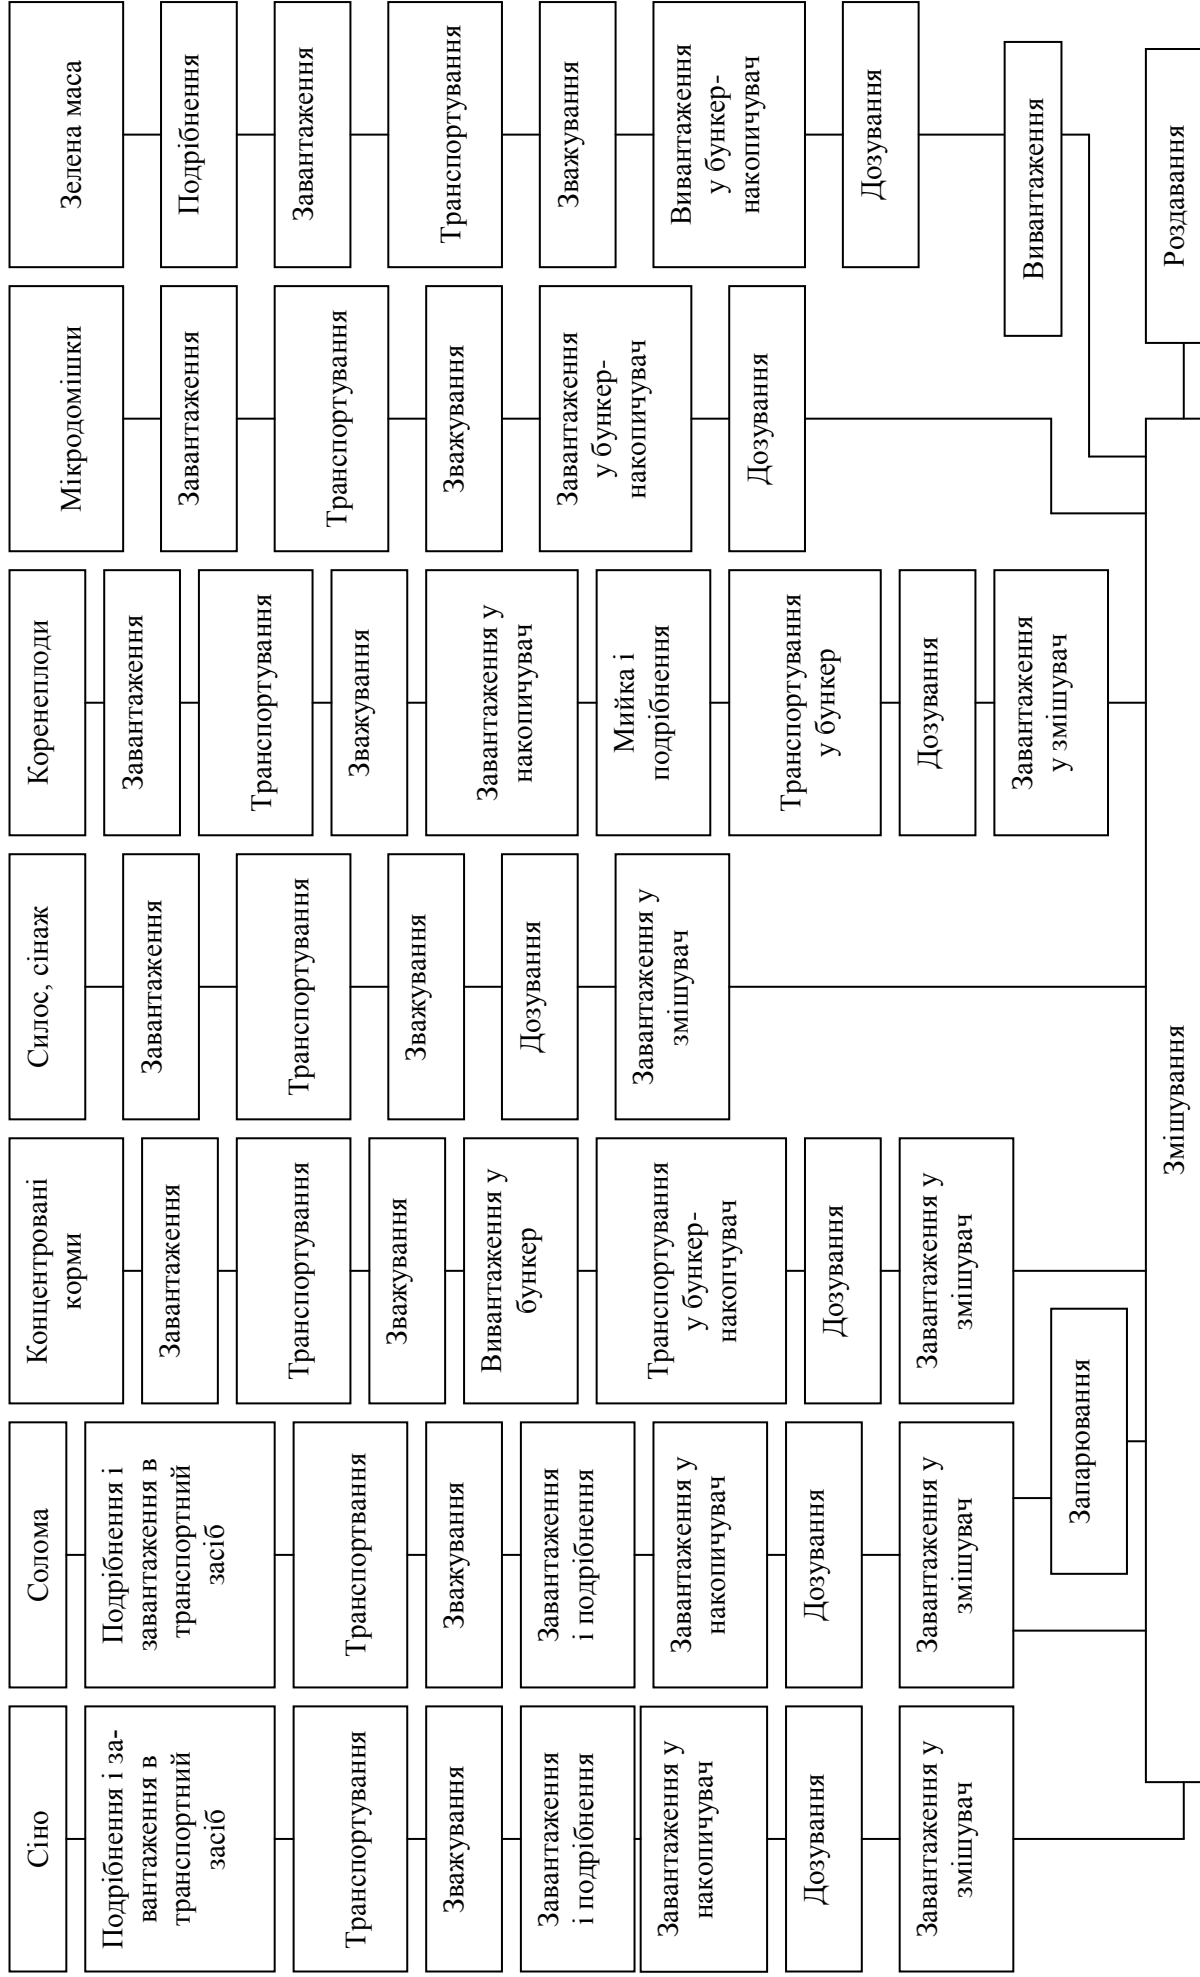 Сіно
Подрібнення і за-
вантаження в
транспортний
засіб
Транспортування
Зважування
Завантаження
і подрібнення
Завантаження у
накопичувач
Дозування
Завантаження у
змішувач
Солома
Подрібнення і
завантаження в
транспортний
засіб
Транспортвання
Зважування
Завантаження
і подрібнення
Завантаження у
накопичувач
Дозування
Завантаження у
змішувач
Запарювання
Концентровані
корми
Завантаження
Транспортування
Зважування
Вивантаження у
бункер
Транспортування
у бункер-
накопчувач
Дозування
Завантаження у
змішувач
Силос, сінаж
Завантаження
Транспортування
Зважування
Дозування
Завантаження у
змішувач
Коренеплоди
Завантаження
Транспортування
Зважування
Завантаження у
накопичувач
Мийка і
подрібнення
Транспортування
у бункер
Дозування
Завантаження
у змішувач
Мікродомішки
Завантаження
Транспортування
Зважування
Завантаження
у бункер-
накопичувач
Дозування
Зелена маса
Подрібнення
Завантаження
Транспортування
Зважування
Вивантаження
у бункер-
накопичувач
Дозування
Вивантаження
Змішування
Роздавання